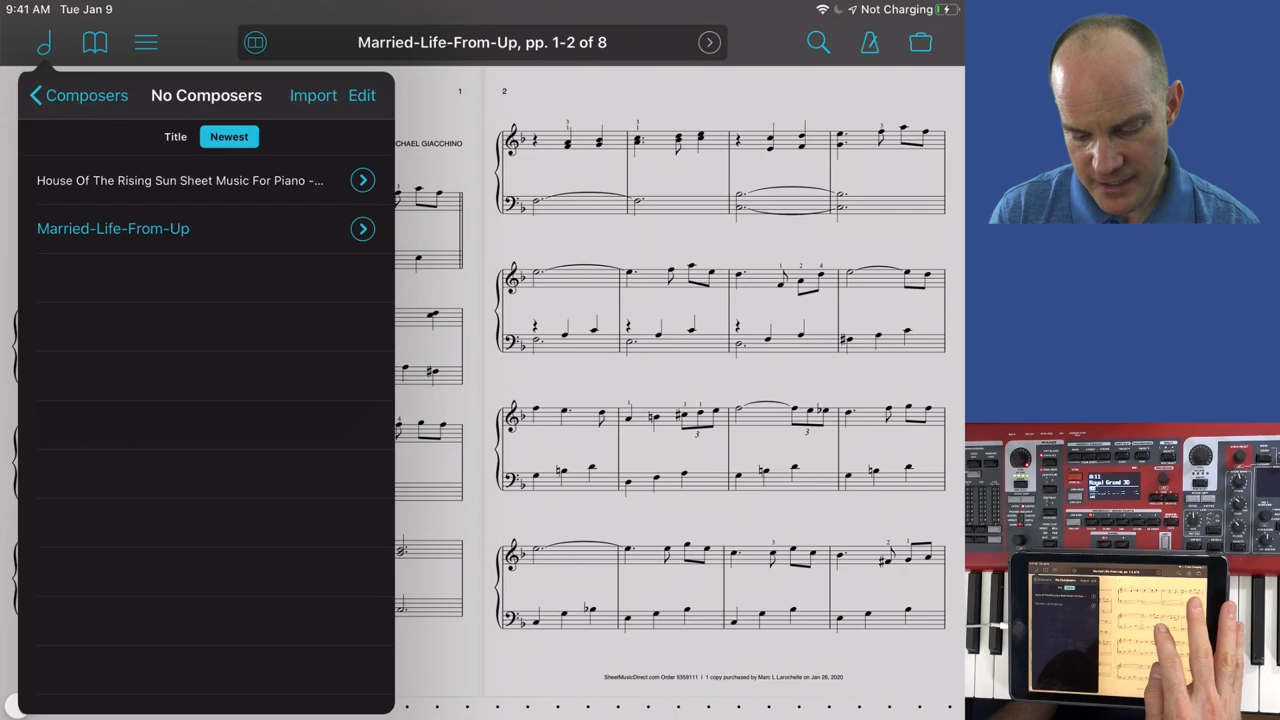 9:41 AM Tue Jan 9
Not Charging
Married-Life-From-Up, pp. 1-2 of 8
Composers
No Composers
Import Edit
Title Newest
House Of The Rising Sun Sheet Music For Piano -...
Married-Life-From-Up
1
2
CHAEL GIACCHINO
SheetMusicDirect.com Order 5359111 | 1 copy purchased by Marc L Larochelle on Jan 26, 2020
Royal Grand 3D